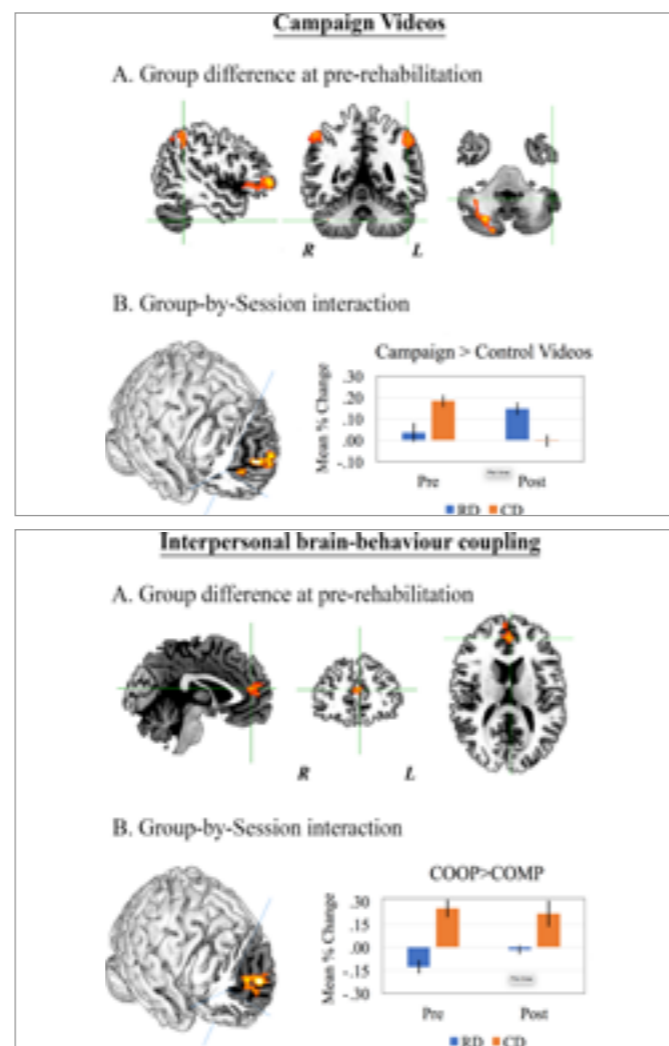 Campaign Videos
A. Group difference at pre-rehabilitation
R L
B. Group-by-Session interaction
Campaign > Control Videos
Mean % Change
.30
.20
.10
.00
-.10
Pre Post
RD CD
Interpersonal brain-behaviour coupling
A. Group difference at pre-rehabilitation
R L
B. Group-by-Session interaction
COOP>COMP
Mean % Change
.30
.15
.00
-.15
-.30
Pre Post
RD CD